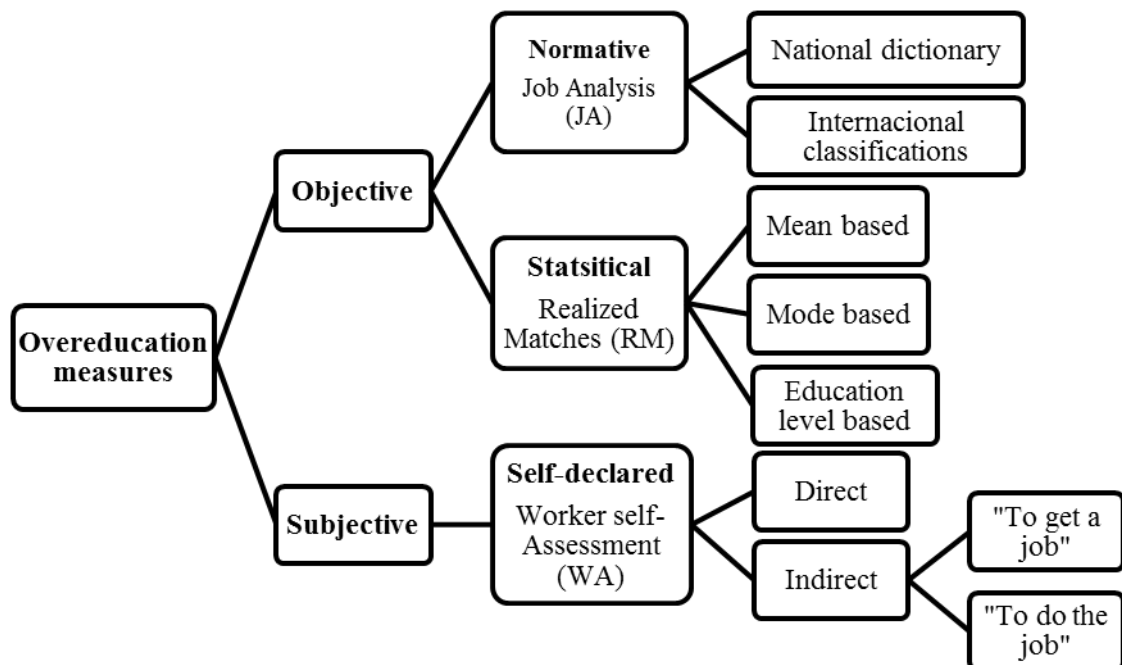 Overeducation
measures
Objective
Subjective
Normative
Job Analysis
(JA)
Statsitical
Realized
Matches (RM)
Self-declared
Worker self-
Assessment
(WA)
National dictionary
Internacional
classifications
Mean based
Mode based
Education
level based
Direct
Indirect
"To get a
job"
"To do the
job"